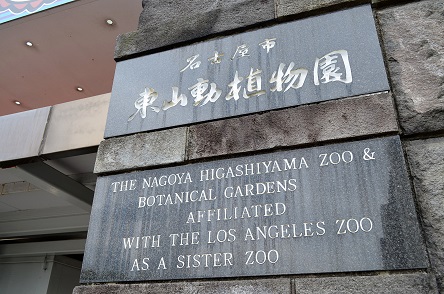 名古屋市
東山動植物園
THE NAGOYA HIGASHIYAMA ZOO &
BOTANICAL GARDENS
AFFILIATED
WITH THE LOS ANGELES ZOO
AS A SISTER ZOO